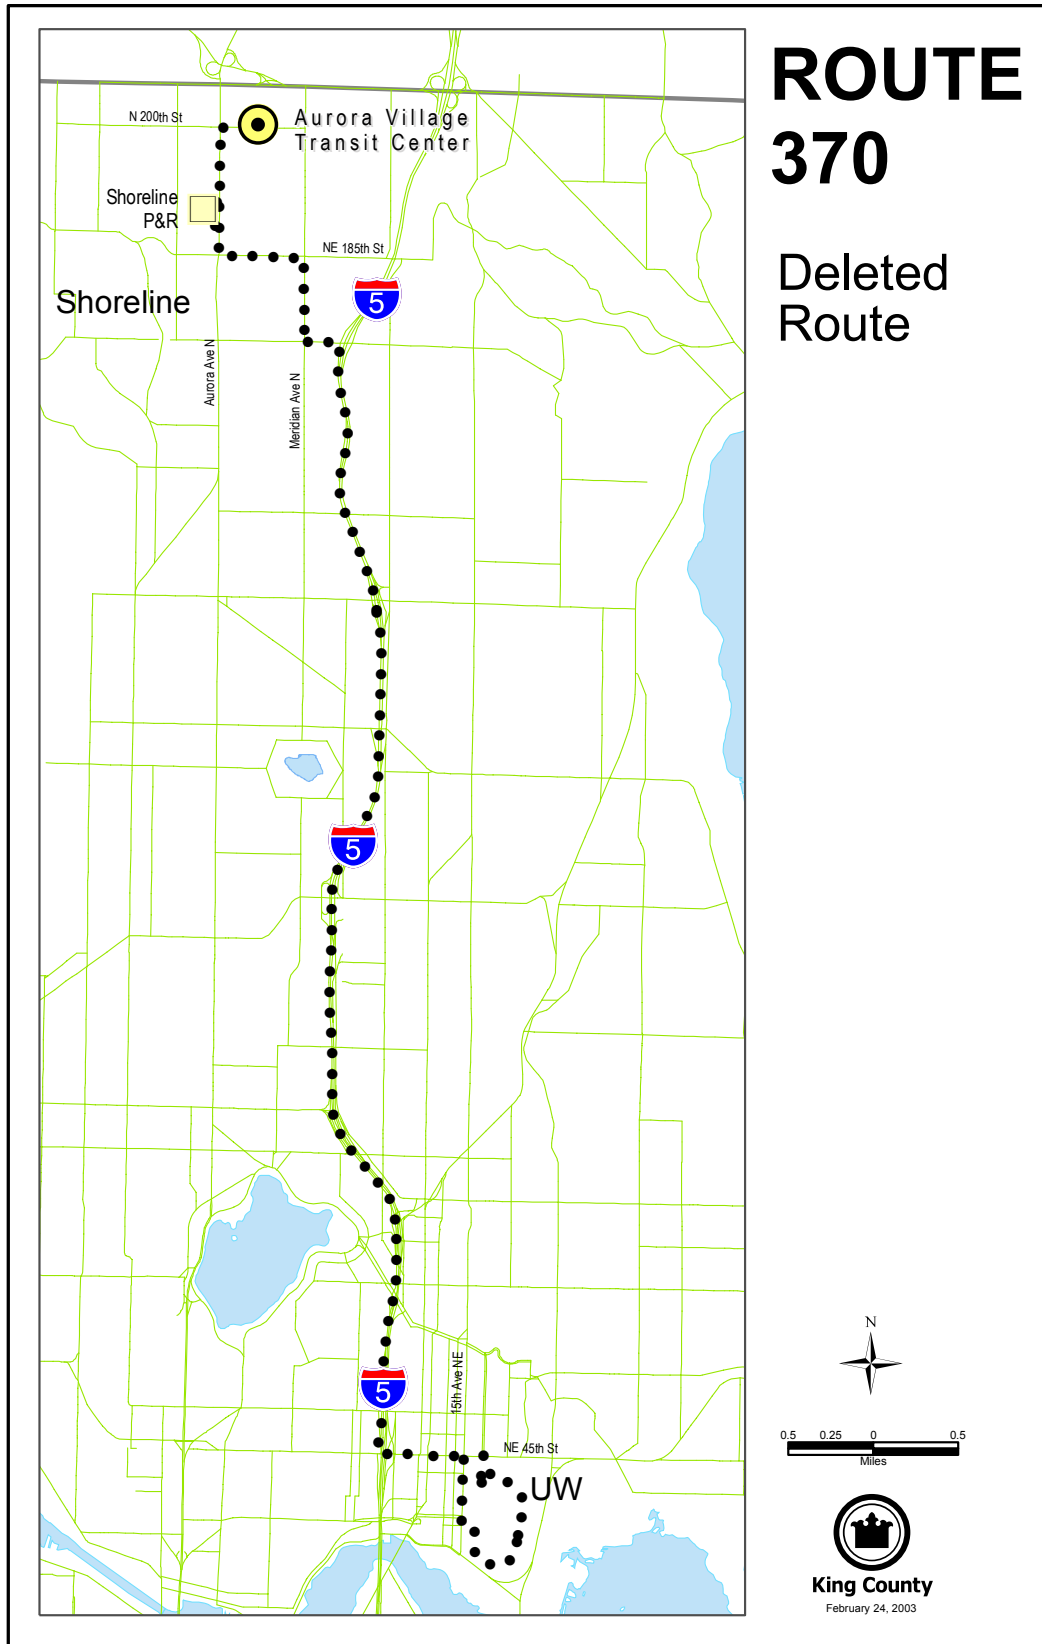 ROUTE
370
Deleted
Route
N 200th St
Aurora Village
Transit Center
Shoreline
P&R
NE 185th St
5
Shoreline
Aurora Ave N
Meridian Ave N
5
15th Ave NE
5
NE 45th St
UW
N
0.5 0.25 0 0.5
Miles
King County
February 24, 2003